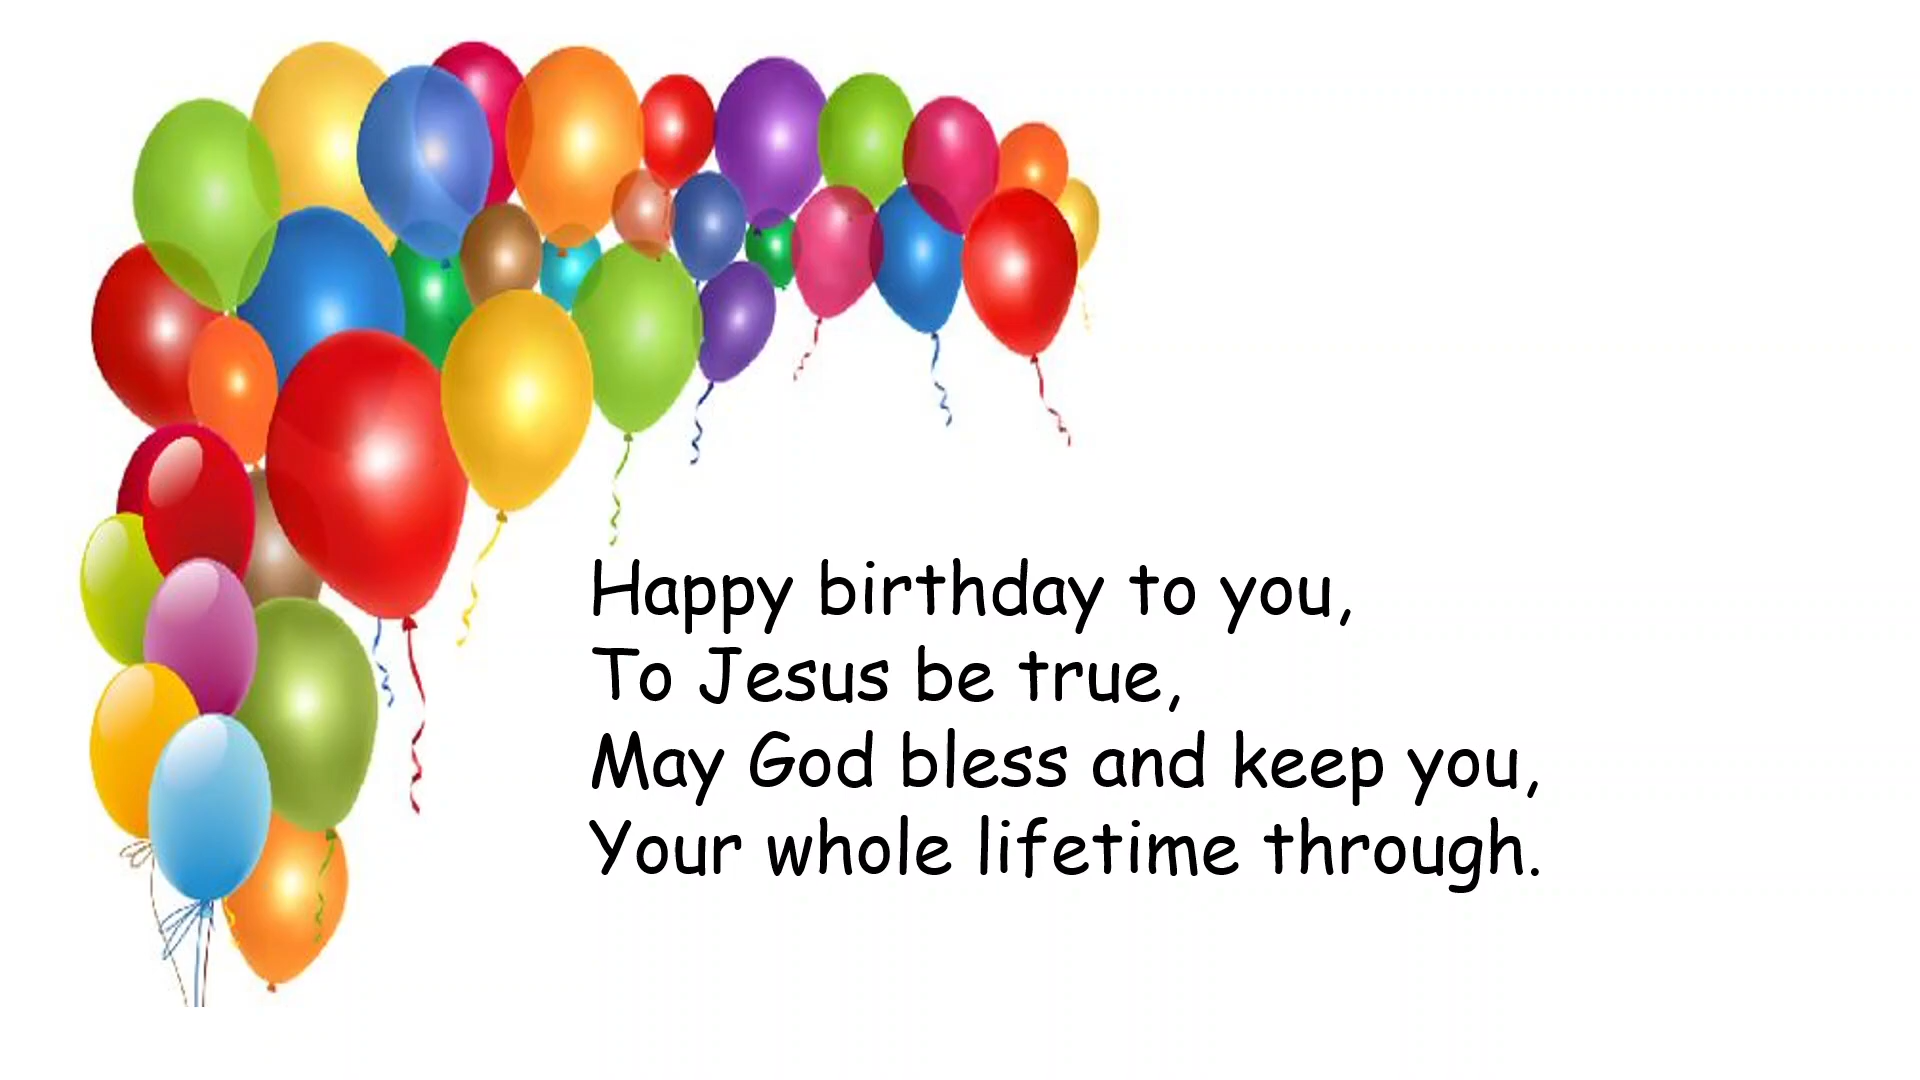 Happy birthday to you,
To Jesus be true,
May God bless and keep you,
Your whole lifetime through.